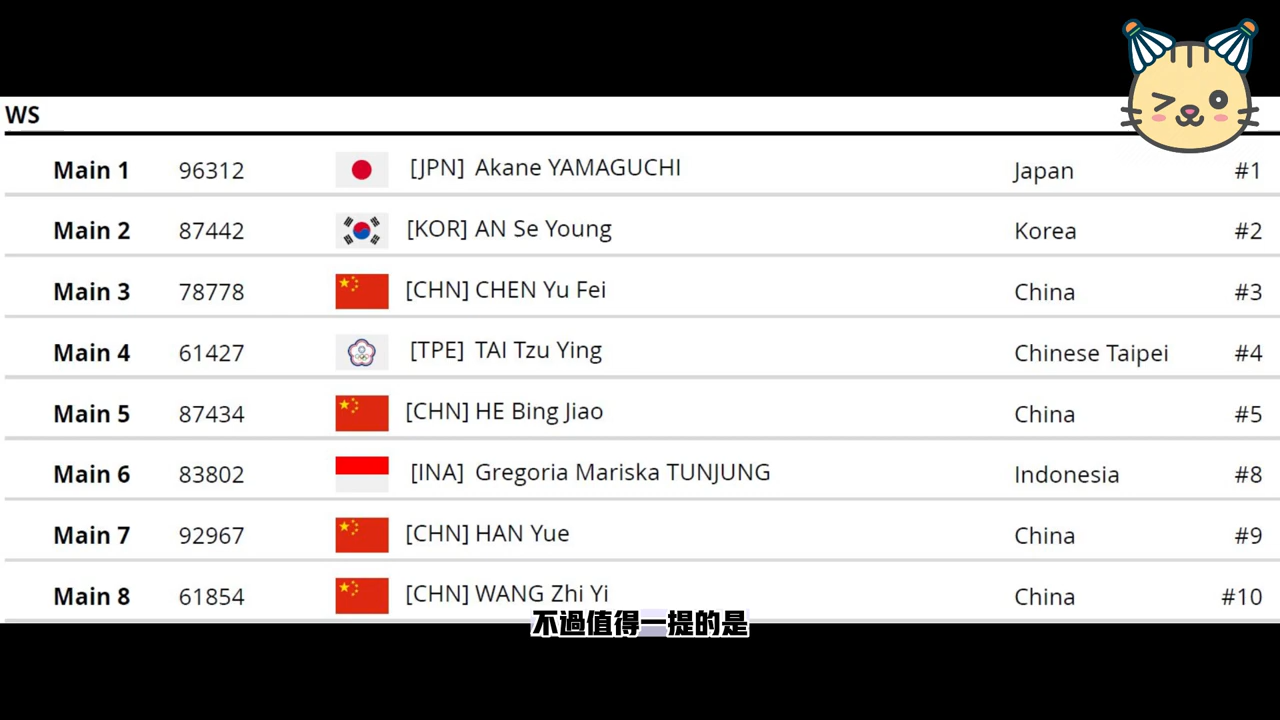 WS
Main 1 96312 [JPN] Akane YAMAGUCHI Japan #1
Main 2 87442 [KOR] AN Se Young Korea #2
Main 3 78778 [CHN] CHEN Yu Fei China #3
Main 4 61427 [TPE] TAI Tzu Ying Chinese Taipei #4
Main 5 87434 [CHN] HE Bing Jiao China #5
Main 6 83802 [INA] Gregoria Mariska TUNJUNG Indonesia #8
Main 7 92967 [CHN] HAN Yue China #9
Main 8 61854 [CHN] WANG Zhi Yi China #10
不過值得一提的是